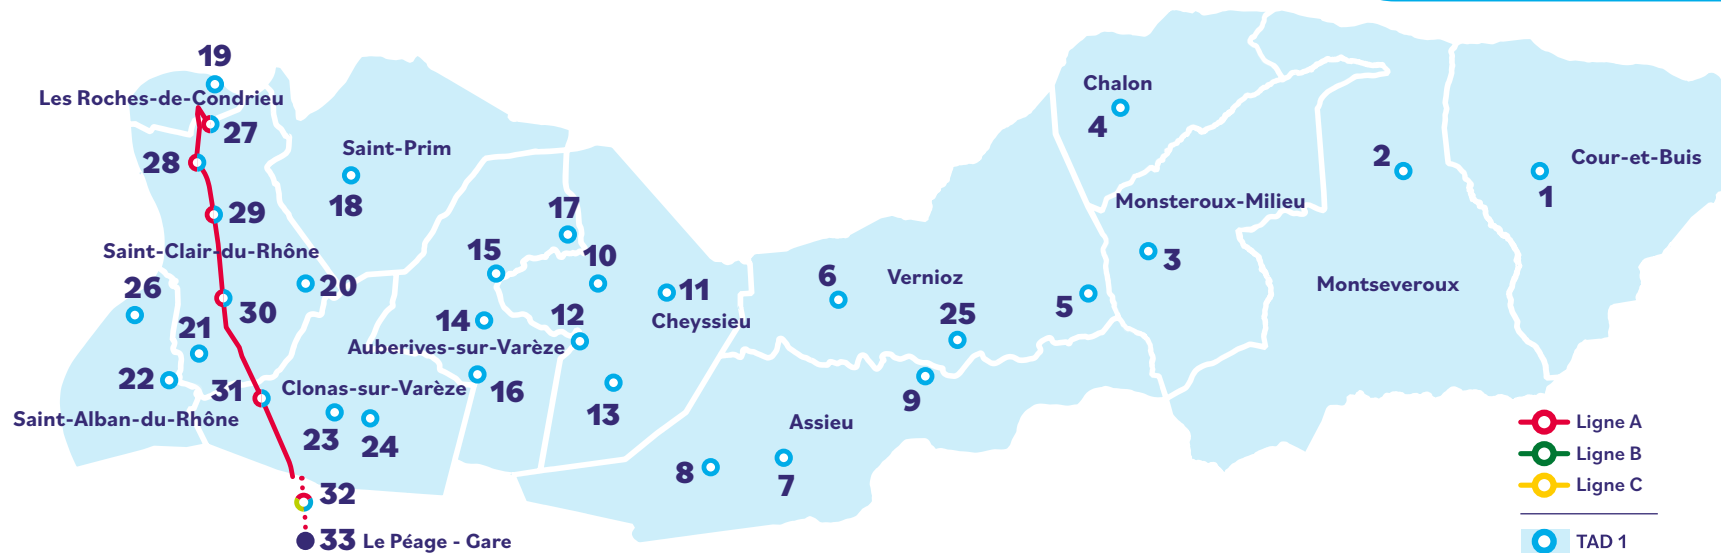 19
Les Roches-de-Condrieu
27
28
Saint-Prim
18
29
Saint-Clair-du-Rhône
20
26
30
21
22
31
Saint-Alban-du-Rhône
Clonas-sur-Varèze
23
24
32
33 Le Péage - Gare
17
15
10
14
12
11
Cheyssieu
Auberives-sur-Varèze
16
13
6
Vernioz
25
5
9
Assieu
8
7
Chalon
4
Monsteroux-Milieu
3
2
Montseveroux
Cour-et-Buis
1
Ligne A
Ligne B
Ligne C
TAD 1